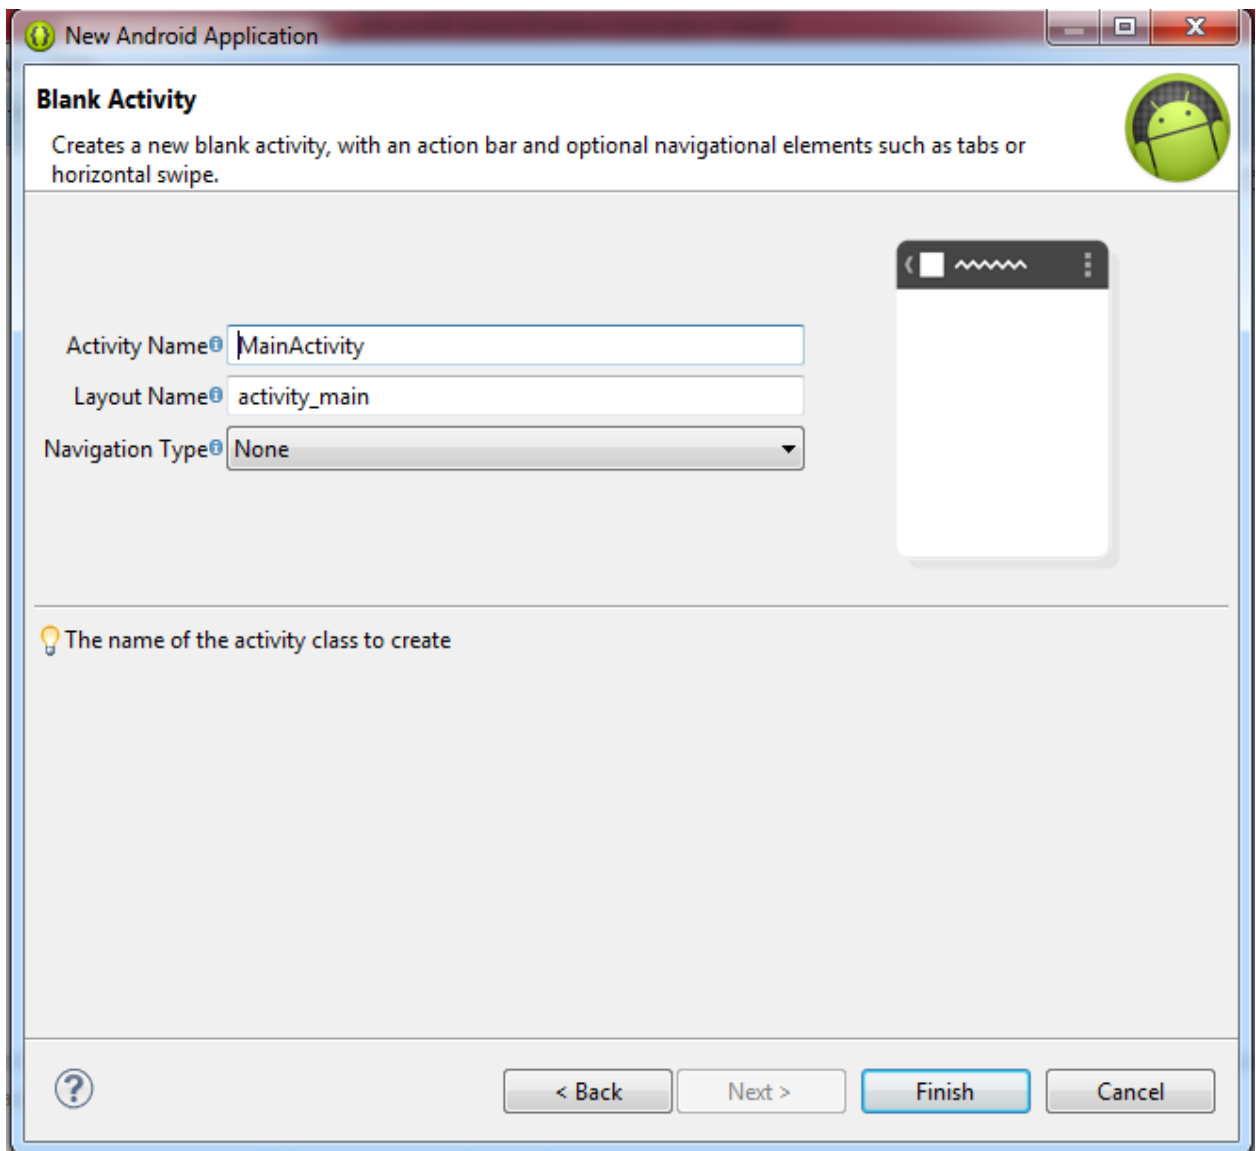 New Android Application
Blank Activity
Creates a new blank activity, with an action bar and optional navigational elements such as tabs or
horizontal swipe.
Activity Name MainActivity
Layout Name activity_main
Navigation Type None
The name of the activity class to create
< Back Next > Finish Cancel